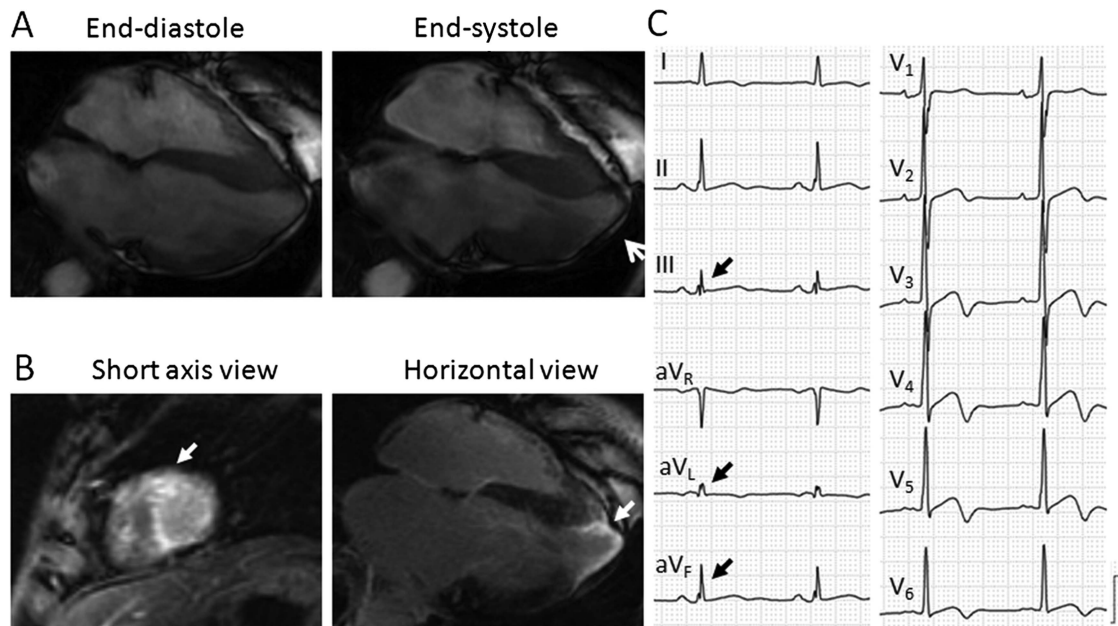 A
End-diastole
End-systole
B
Short axis view
Horizontal view
C
I
II
III
aVR
aVL
aVF
V1
V2
V3
V4
V5
V6